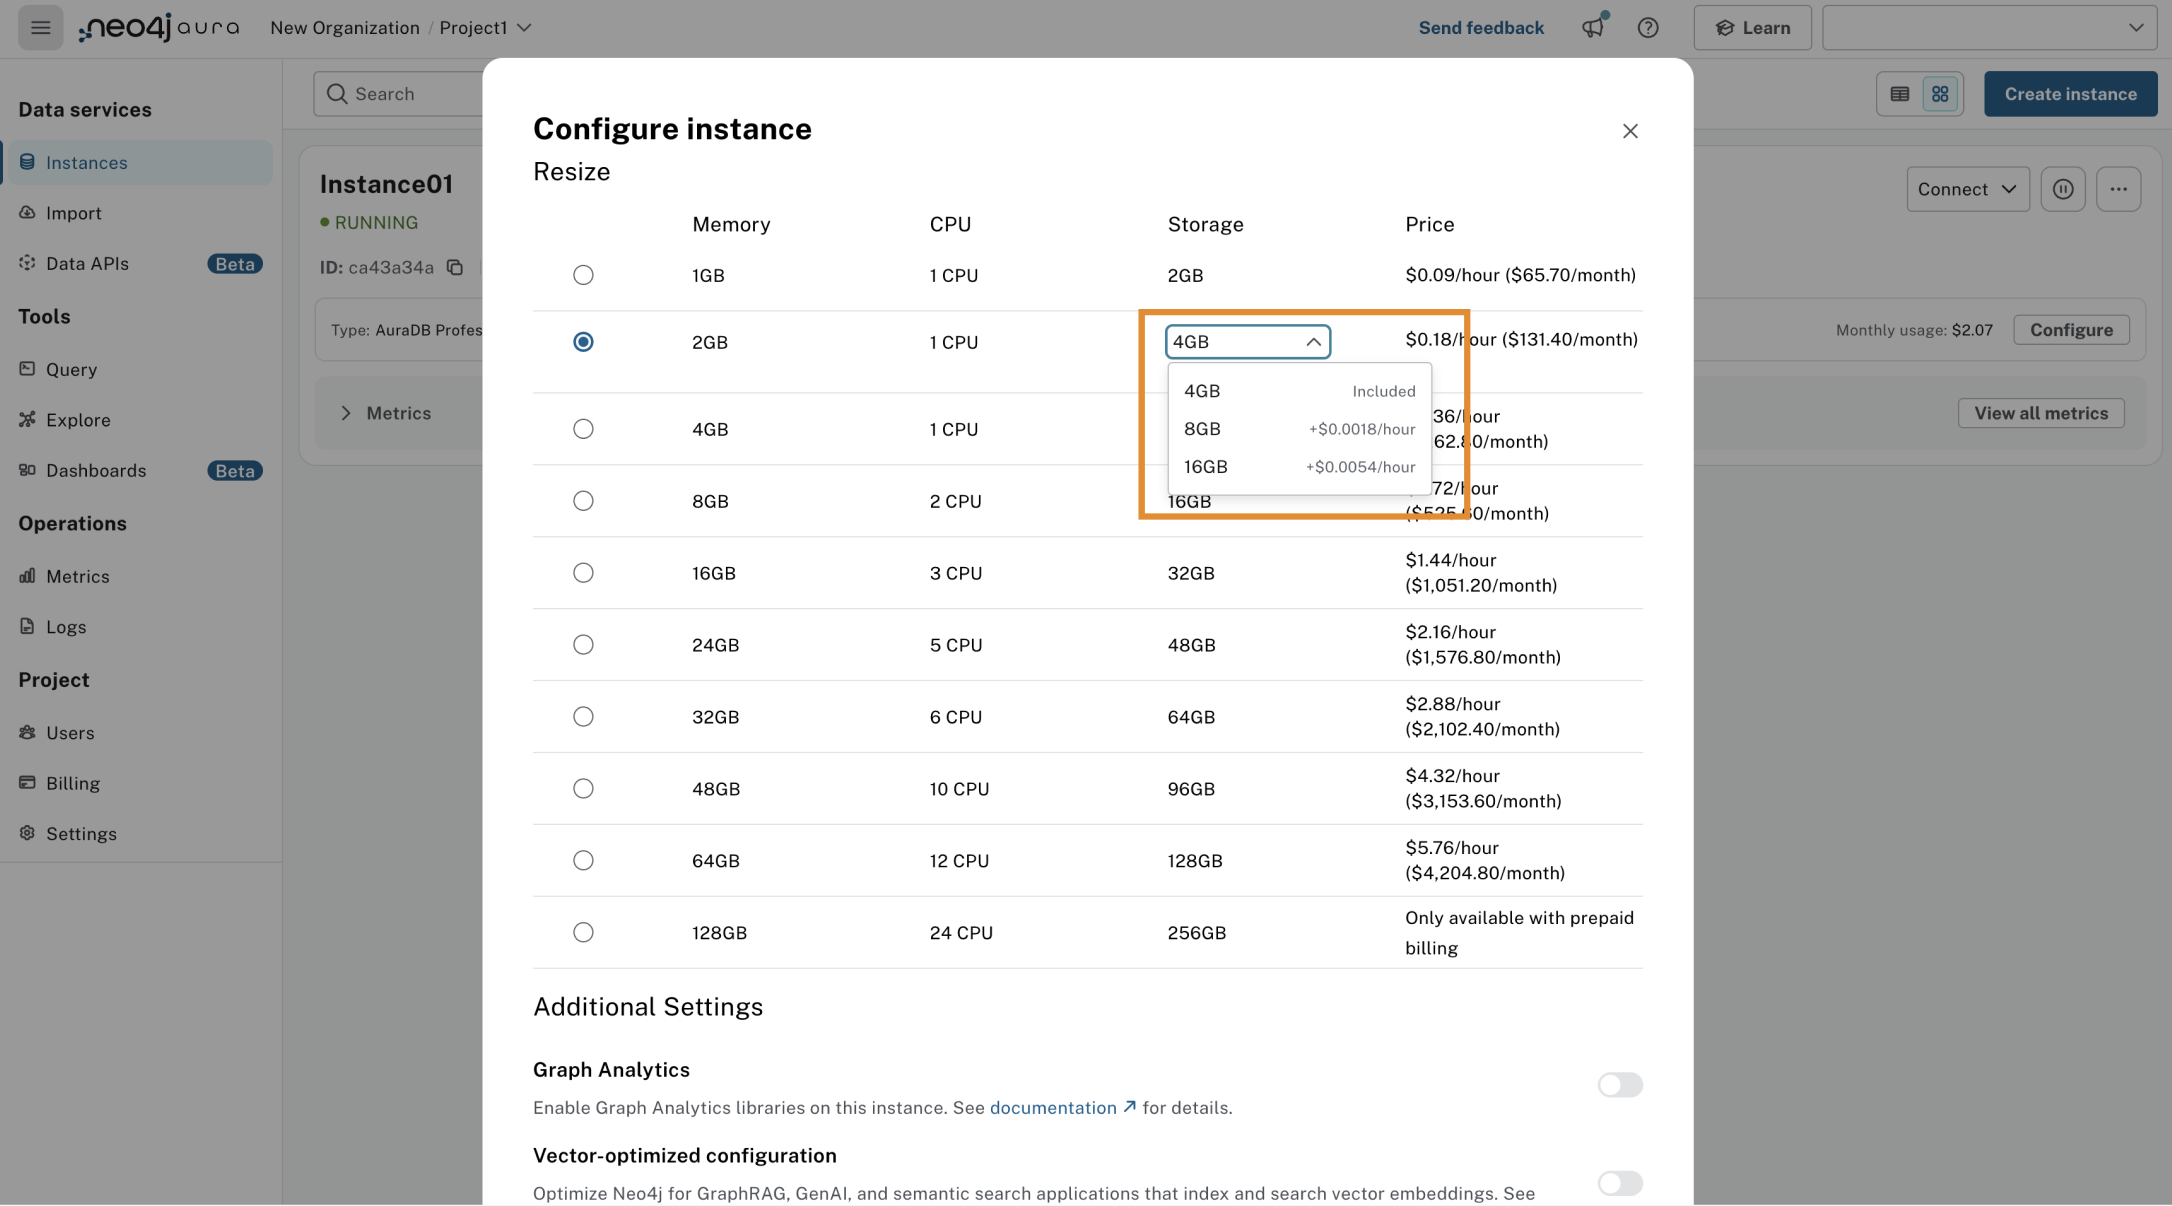 neo4j aura
New Organization / Project1
Send feedback
Learn
Data services
Instances
Import
Data APIs Beta
Tools
Query
Explore
Dashboards Beta
Operations
Metrics
Logs
Project
Users
Billing
Settings
Search
Create instance
Instance01
RUNNING
ID: ca43a34a
Type: AuraDB
Metrics
Connect
Monthly usage: $2.07 Configure
View all metrics
Configure instance
Resize
Memory CPU Storage Price
1GB 1 CPU 2GB $0.09/hour ($65.70/month)
2GB 1 CPU 4GB $0.18/hour ($131.40/month)
4GB Included
8GB +$0.0018/hour
16GB +$0.0054/hour
4GB 1 CPU 36/hour
62.80/month)
8GB 2 CPU 16GB 72/hour
($525.60/month)
16GB 3 CPU 32GB $1.44/hour
($1,051.20/month)
24GB 5 CPU 48GB $2.16/hour
($1,576.80/month)
32GB 6 CPU 64GB $2.88/hour
($2,102.40/month)
48GB 10 CPU 96GB $4.32/hour
($3,153.60/month)
64GB 12 CPU 128GB $5.76/hour
($4,204.80/month)
128GB 24 CPU 256GB Only available with prepaid
billing
Additional Settings
Graph Analytics
Enable Graph Analytics libraries on this instance. See documentation ↗ for details.
Vector-optimized configuration
Optimize Neo4j for GraphRAG, GenAI, and semantic search applications that index and search vector embeddings. See